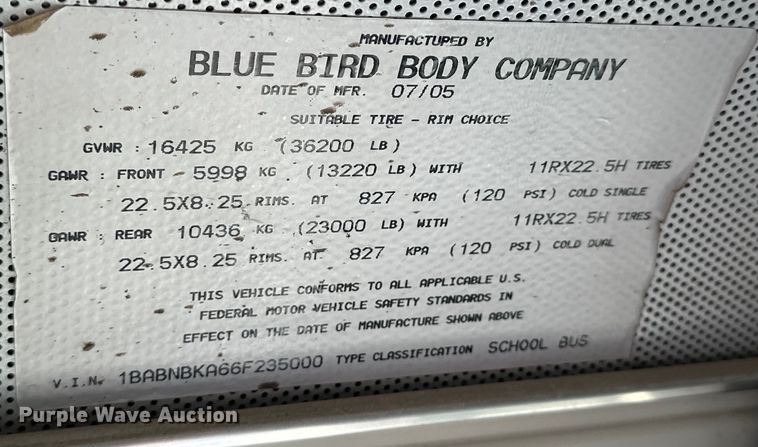 MANUFACTURED BY
BLUE BIRD BODY COMPANY
DATE OF MFR. 07/05
SUITABLE TIRE - RIM CHOICE
GVWR : 16425 KG (36200 LB)
GAWR : FRONT - 5998 KG (13220 LB) WITH 11RX22.5H TIRES
22.5X8.25 RIMS. AT 827 KPA (120 PSI) COLD SINGLE
GAWR : REAR 10436 KG (23000 LB) WITH 11RX22.5H TIRES
22.5X8.25 RIMS. AT 827 KPA (120 PSI) COLD DUAL
THIS VEHICLE CONFORMS TO ALL APPLICABLE U.S.
FEDERAL MOTOR VEHICLE SAFETY STANDARDS IN
EFFECT ON THE DATE OF MANUFACTURE SHOWN ABOVE
V.I.N. 1BABNBKA66F235000 TYPE CLASSIFICATION SCHOOL BUS
Purple Wave Auction